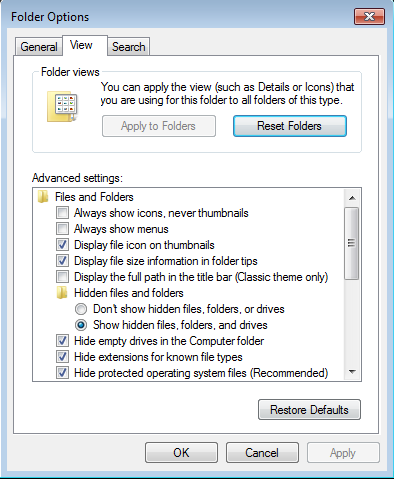 Folder Options
General View Search
Folder views
You can apply the view (such as Details or Icons) that
you are using for this folder to all folders of this type.
Apply to Folders Reset Folders
Advanced settings:
Files and Folders
Always show icons, never thumbnails
Always show menus
Display file icon on thumbnails
Display file size information in folder tips
Display the full path in the title bar (Classic theme only)
Hidden files and folders
Don't show hidden files, folders, or drives
Show hidden files, folders, and drives
Hide empty drives in the Computer folder
Hide extensions for known file types
Hide protected operating system files (Recommended)
Restore Defaults
OK Cancel Apply